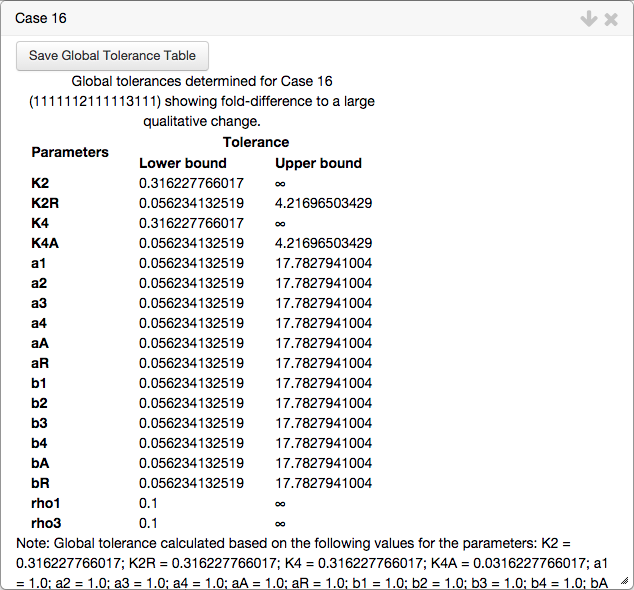 Case 16
Save Global Tolerance Table
Global tolerances determined for Case 16
(1111112111113111) showing fold-difference to a large
qualitative change.
Parameters Tolerance
Lower bound Upper bound
K2 0.316227766017 ∞
K2R 0.056234132519 4.21696503429
K4 0.316227766017 ∞
K4A 0.056234132519 4.21696503429
a1 0.056234132519 17.7827941004
a2 0.056234132519 17.7827941004
a3 0.056234132519 17.7827941004
a4 0.056234132519 17.7827941004
aA 0.056234132519 17.7827941004
aR 0.056234132519 17.7827941004
b1 0.056234132519 17.7827941004
b2 0.056234132519 17.7827941004
b3 0.056234132519 17.7827941004
b4 0.056234132519 17.7827941004
bA 0.056234132519 17.7827941004
bR 0.056234132519 17.7827941004
rho1 0.1 ∞
rho3 0.1 ∞
Note: Global tolerance calculated based on the following values for the parameters: K2 =
0.316227766017; K2R = 0.316227766017; K4 = 0.316227766017; K4A = 0.0316227766017; a1
= 1.0; a2 = 1.0; a3 = 1.0; a4 = 1.0; aA = 1.0; aR = 1.0; b1 = 1.0; b2 = 1.0; b3 = 1.0; b4 = 1.0; bA